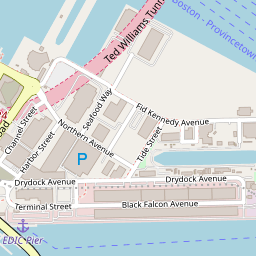 Boston - Provincetown
Ted Williams Tunn
Seafood Way
Fid Kennedy Avenue
Channel Street
Harbor Street
Northern Avenue
Tide Street
P
Drydock Avenue
Drydock Avenue
Black Falcon Avenue
Terminal Street
EDIC Pier